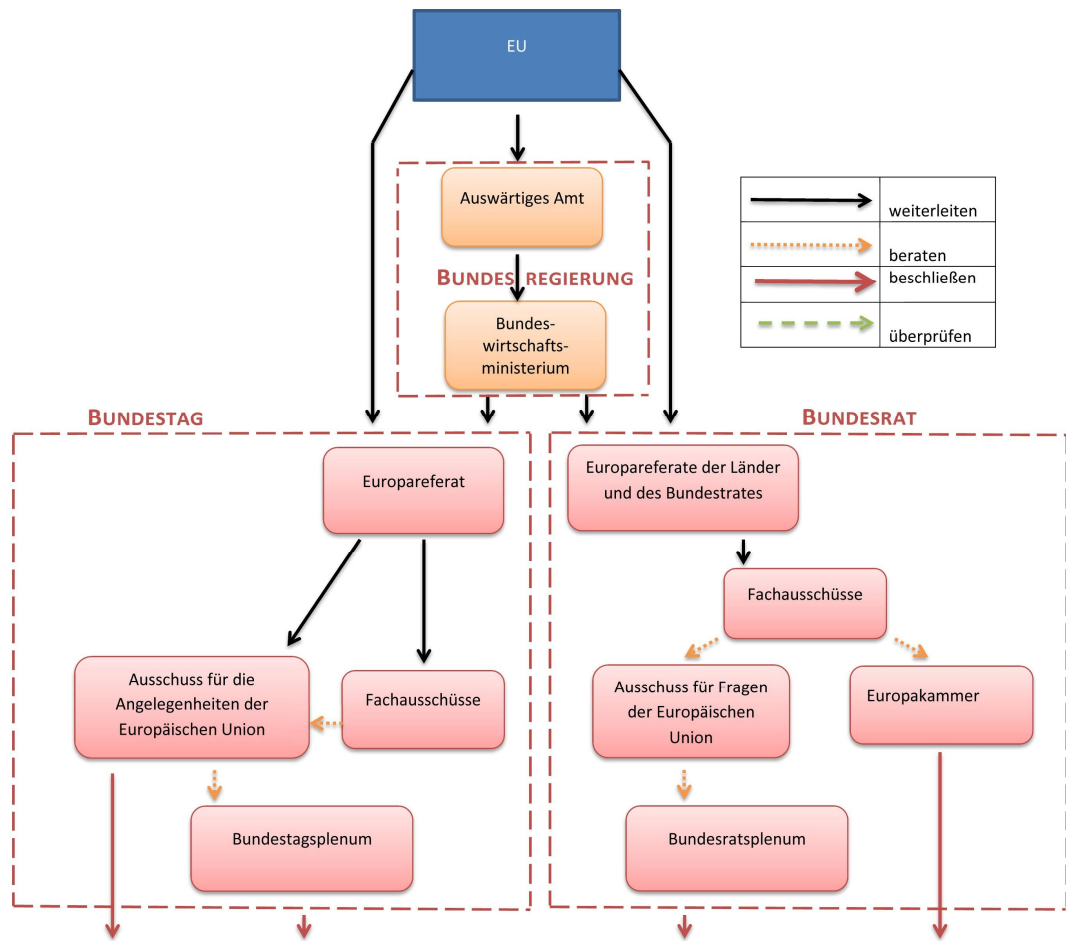 EU
Auswärtiges Amt
BUNDESREGIERUNG
Bundes-
wirtschafts-
ministerium
weiterleiten
beraten
beschließen
überprüfen
BUNDESTAG
Europareferat
Ausschuss für die
Angelegenheiten der
Europäischen Union
Fachausschüsse
Bundestagsplenum
BUNDESRAT
Europareferate der Länder
und des Bundestrates
Fachausschüsse
Ausschuss für Fragen
der Europäischen
Union
Europakammer
Bundesratsplenum